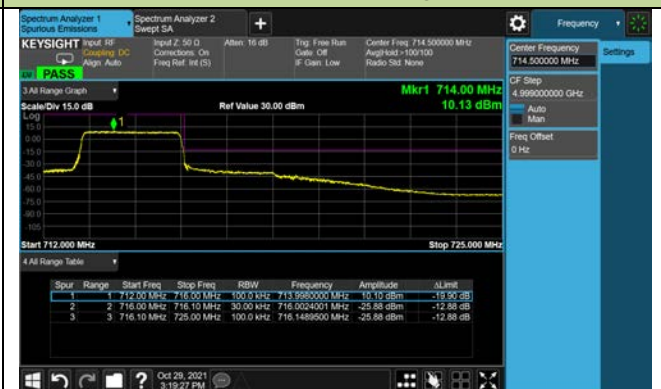 Spectrum Analyzer 1
Spurious Emissions
Spectrum Analyzer 2
Swept SA
+
Frequency
KEYSIGHT Input: RF
Coupling: DC
Align: Auto
Input Z: 50 Ω
Corrections: On
Freq Ref: Int (S)
Atten: 16 dB
Trig: Free Run
Gate: Off
IF Gain: Low
Center Freq: 714.500000 MHz
Avg|Hold:>100/100
Radio Std: None
PASS
Center Frequency
714.500000 MHz
Settings
CF Step
4.999000000 GHz
Auto
Man
Freq Offset
0 Hz
3 All Range Graph
Scale/Div 15.0 dB
Ref Value 30.00 dBm
Mkr1 714.00 MHz
10.13 dBm
Log
15.0
0.00
-15.0
-30.0
-45.0
-60.0
-75.0
-90.0
-105
1
Start 712.000 MHz
Stop 725.000 MHz
4 All Range Table
Spur Range Start Freq Stop Freq RBW Frequency Amplitude ΔLimit
1 1 712.00 MHz 716.00 MHz 100.0 kHz 713.9980000 MHz 10.10 dBm -19.90 dB
2 2 716.00 MHz 716.10 MHz 30.00 kHz 716.0024001 MHz -25.88 dBm -12.88 dB
3 3 716.10 MHz 725.00 MHz 100.0 kHz 716.1489500 MHz -25.88 dBm -12.88 dB
?
Oct 29, 2021
3:19:27 PM